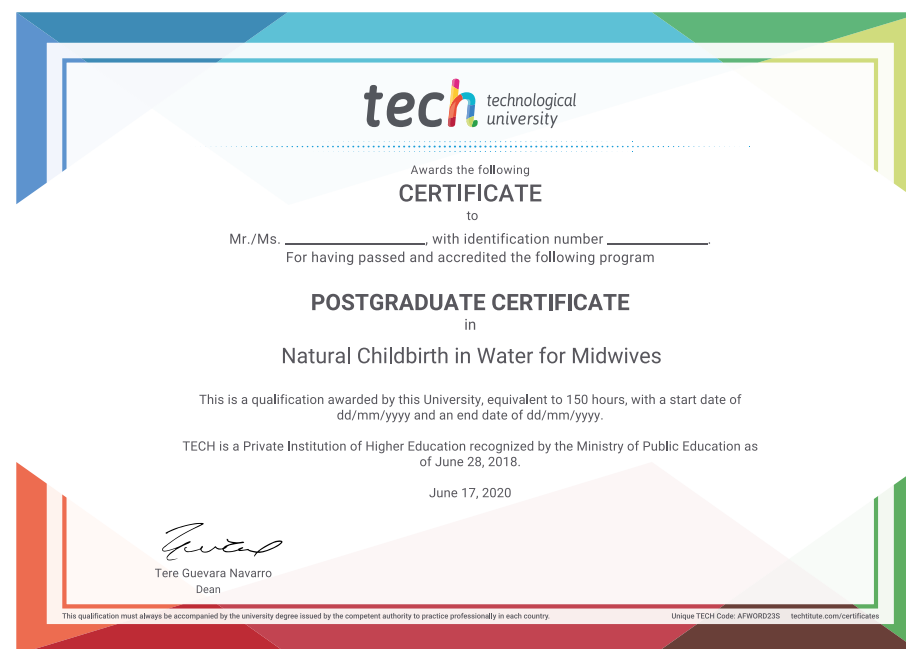 tech technological
university
Awards the following
CERTIFICATE
to
Mr./Ms. ____________________, with identification number ______________.
For having passed and accredited the following program
POSTGRADUATE CERTIFICATE
in
Natural Childbirth in Water for Midwives
This is a qualification awarded by this University, equivalent to 150 hours, with a start date of
dd/mm/yyyy and an end date of dd/mm/yyyy.
TECH is a Private Institution of Higher Education recognized by the Ministry of Public Education as
of June 28, 2018.
June 17, 2020
Tere Guevara Navarro
Dean
This qualification must always be accompanied by the university degree issued by the competent authority to practice professionally in each country. Unique TECH Code: AFWORD23S techtitute.com/certificates